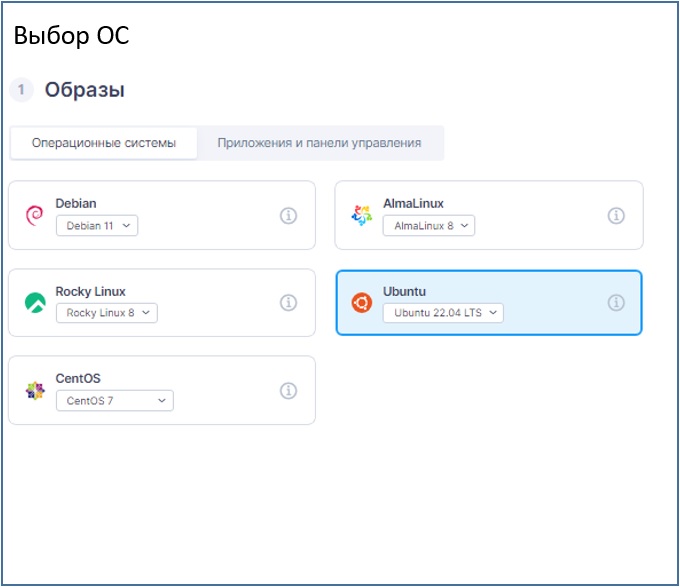 Выбор ОС
1 Образы
Операционные системы Приложения и панели управления
Debian
Debian 11
AlmaLinux
AlmaLinux 8
Rocky Linux
Rocky Linux 8
Ubuntu
Ubuntu 22.04 LTS
CentOS
CentOS 7